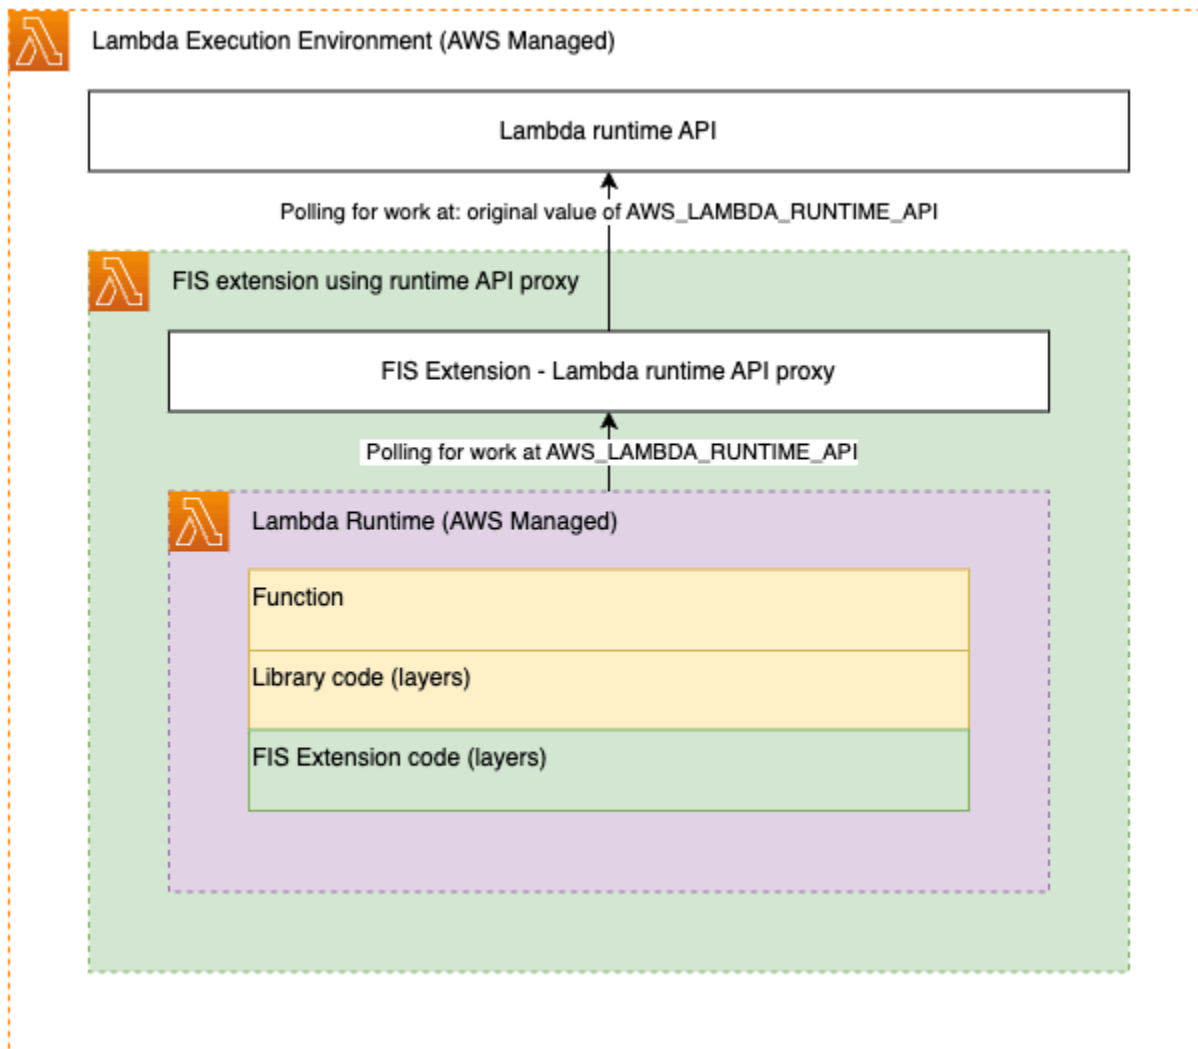 Lambda Execution Environment (AWS Managed)
Lambda runtime API
Polling for work at: original value of AWS_LAMBDA_RUNTIME_API
FIS extension using runtime API proxy
FIS Extension - Lambda runtime API proxy
Polling for work at AWS_LAMBDA_RUNTIME_API
Lambda Runtime (AWS Managed)
Function
Library code (layers)
FIS Extension code (layers)